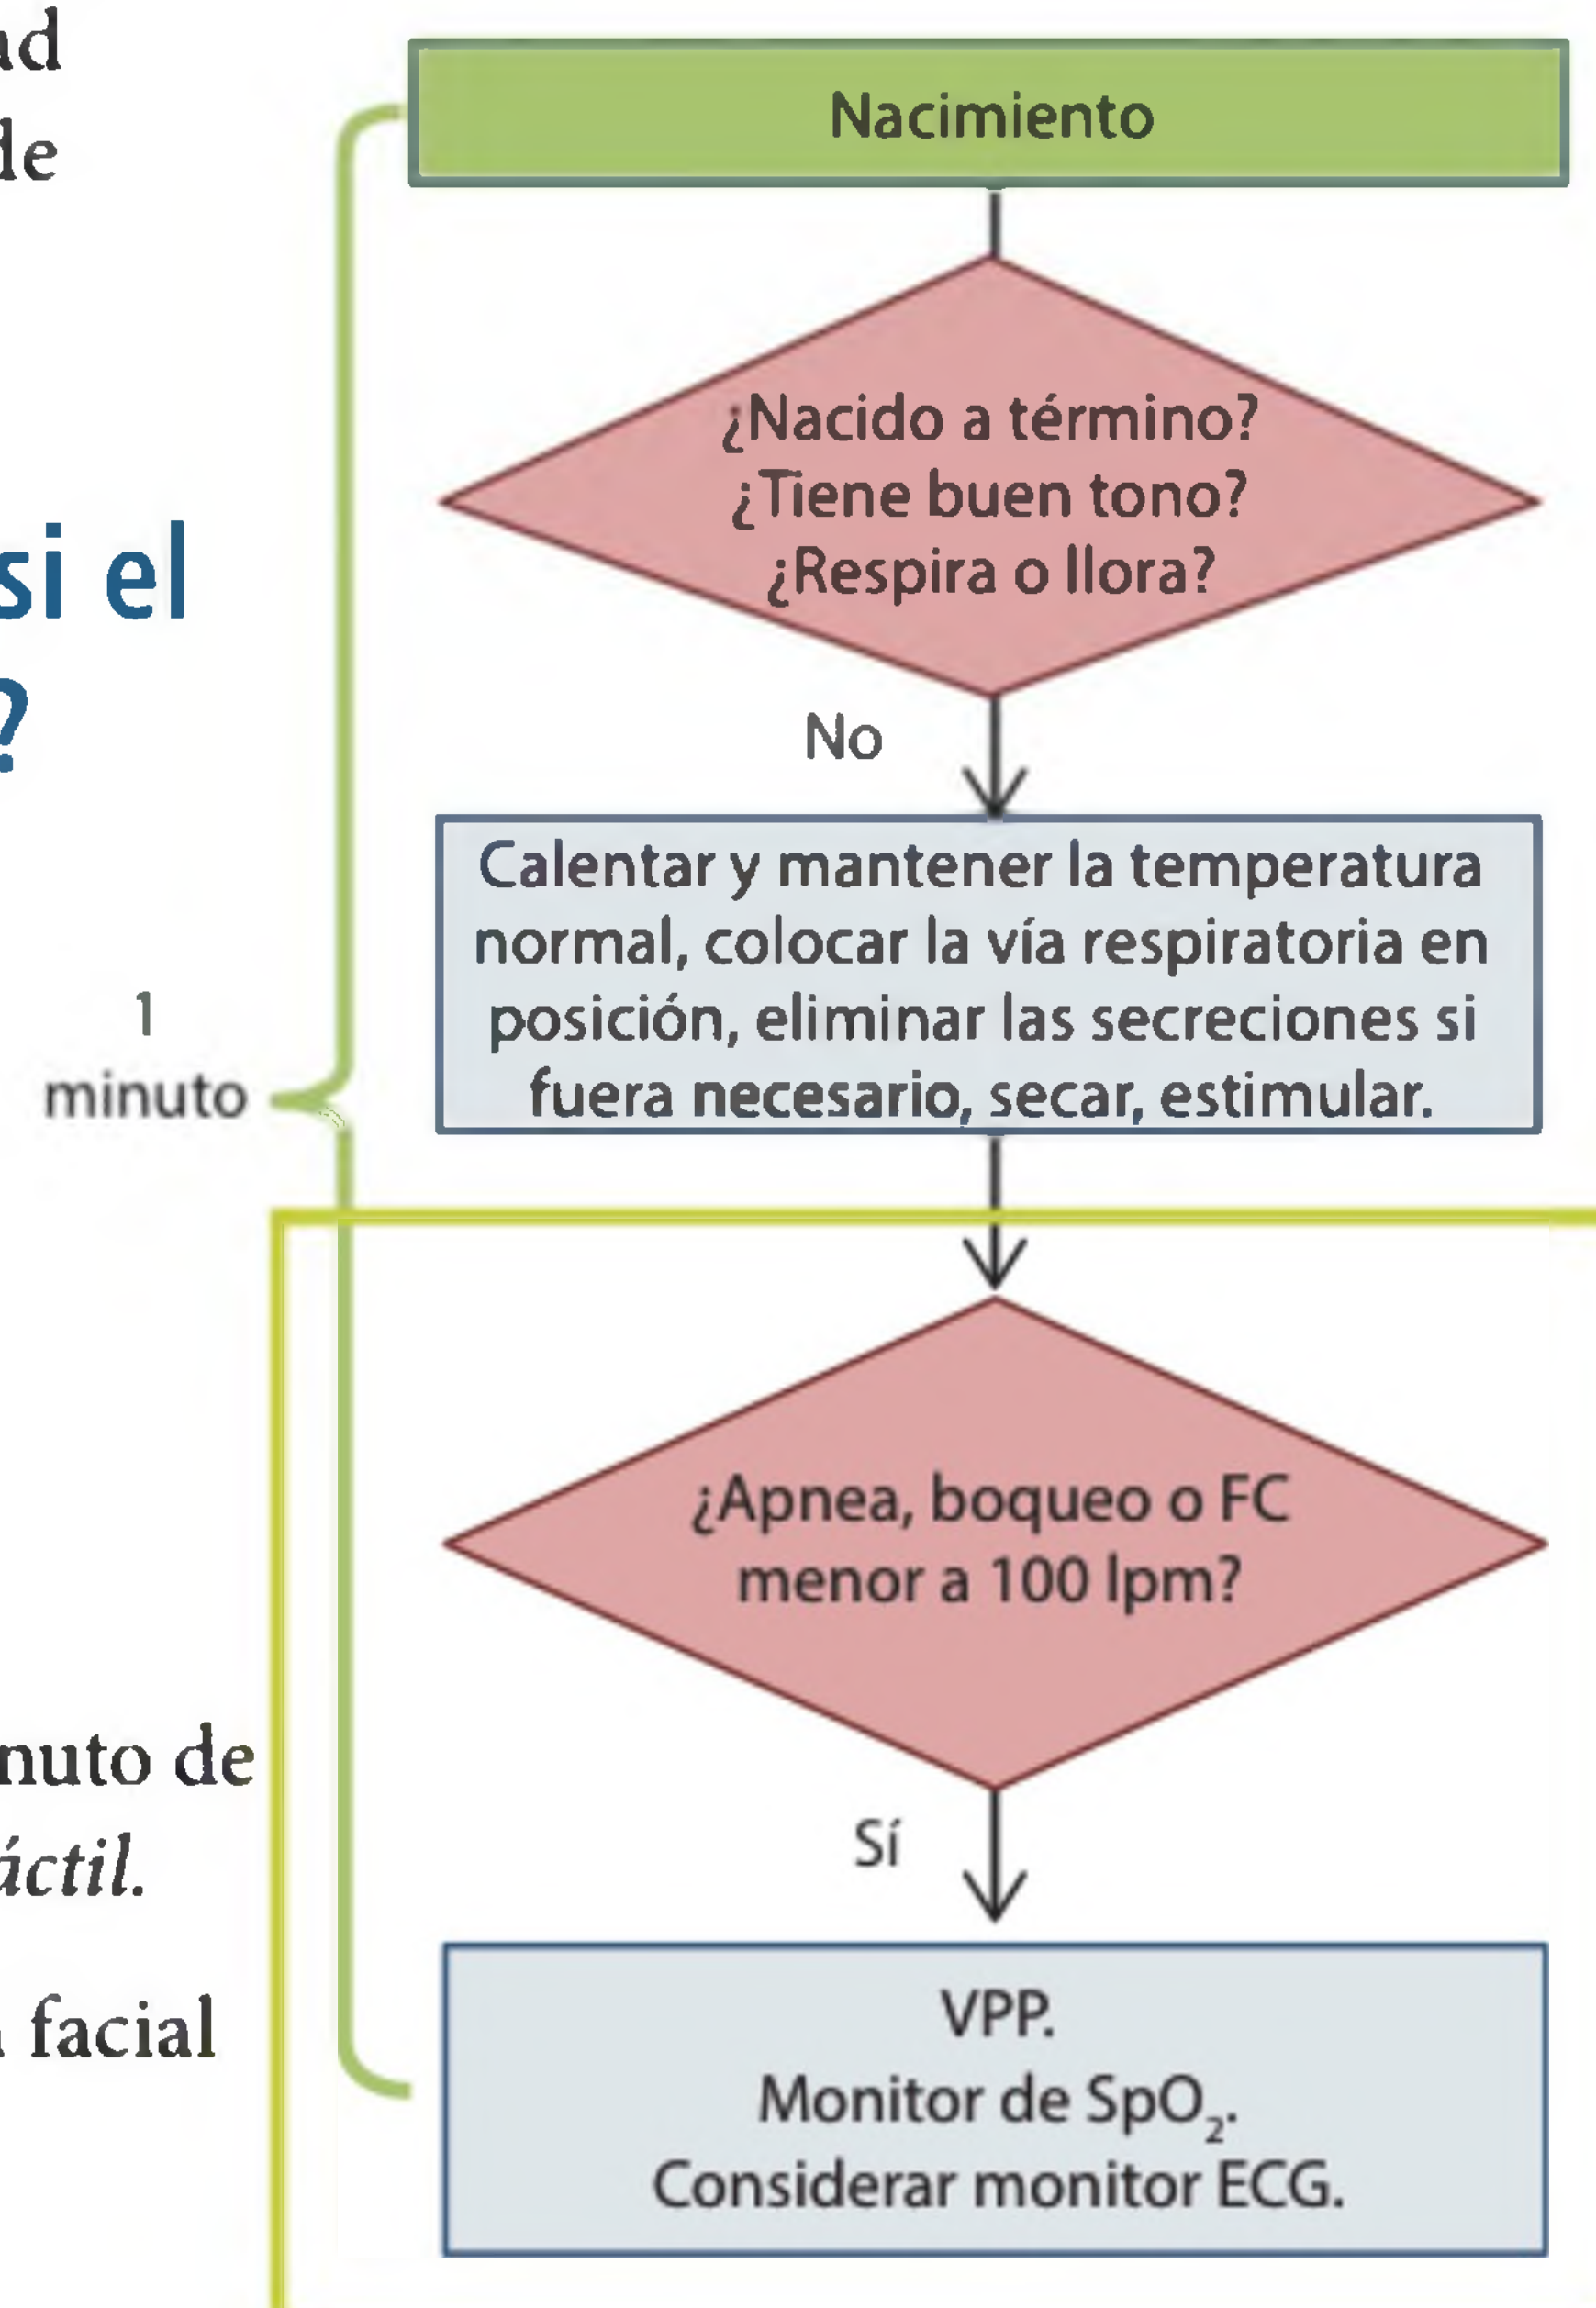 de
Nacimiento
¿Nacido a término?
¿Tiene buen tono?
¿Respira o llora?
si el
?
No
Calentar y mantener la temperatura
normal, colocar la vía respiratoria en
posición, eliminar las secreciones si
fuera necesario, secar, estimular.
1
minuto
¿Apnea, boqueo o FC
menor a 100 lpm?
nuto de
áctil.
Sí
facial
VPP.
Monitor de SpO₂.
Considerar monitor ECG.